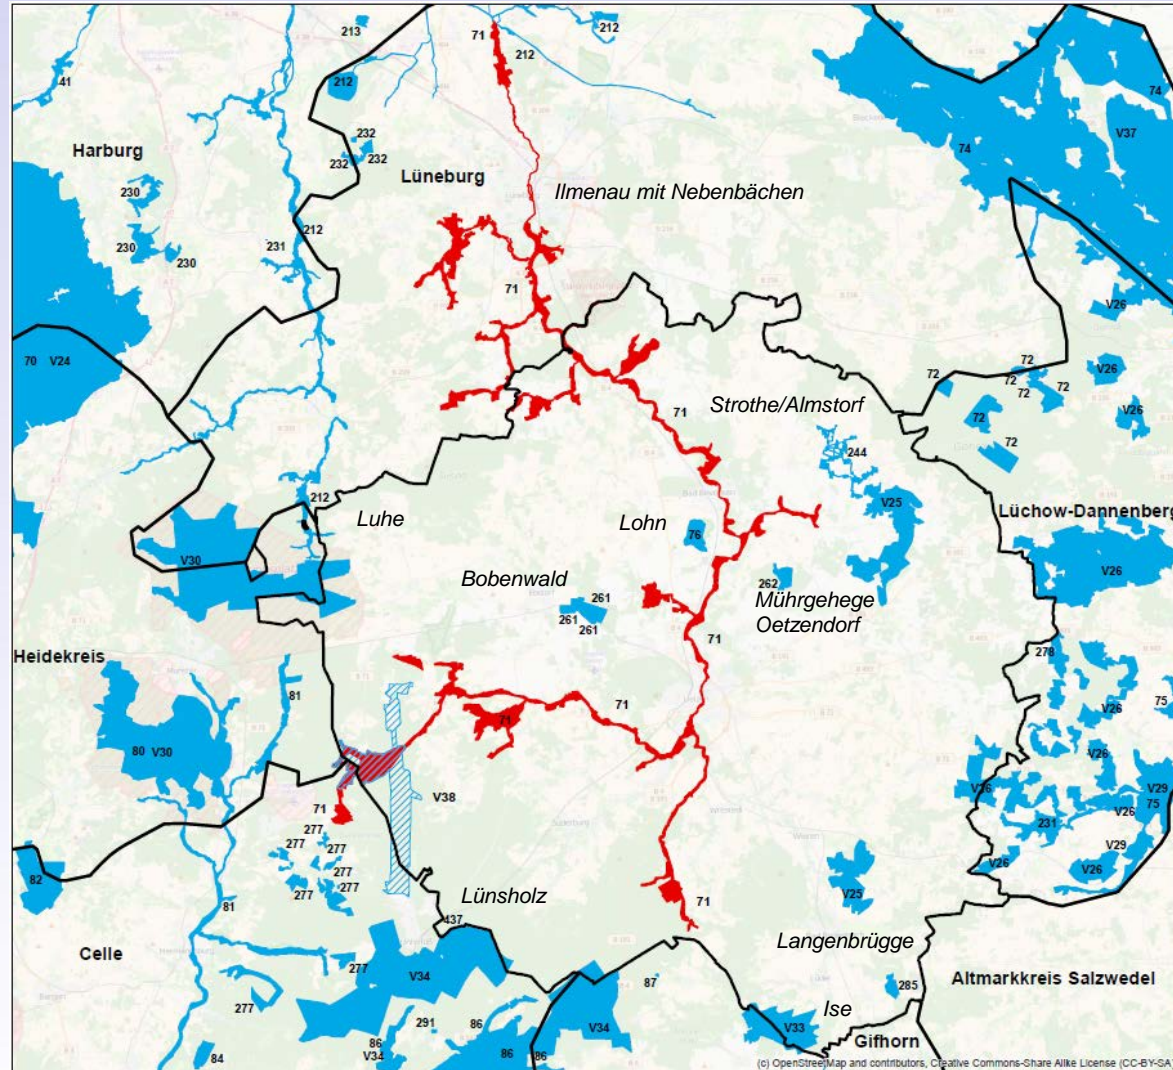 213
71
212
212
41
212
74
V37
74
232
232
232
Harburg
Lüneburg
Ilmenau mit Nebenbächen
230
230
230
231
212
71
V26
70 V24
72
72
72
72
72
72
V26
V26
71
Strothe/Almstorf
244
V25
212
Luhe
Lohn
76
Lüchow-Dannenberg
V30
Bobenwald
261
261
261
262
Mührgehege
Oetzendorf
V26
71
Heidekreis
278
81
71
71
V26
75
80 V30
V26
V26
V29
75
V26
231
V29
V26
V26
71
V38
277
277
277
277
277
82
81
Lünsholz
437
71
V25
Celle
Langenbrügge
277
V34
Altmarkkreis Salzwedel
87
285
277
291
86
Ise
V33
V34
Gifhorn
84
86
V34
86
86
(c) OpenStreetMap and contributors, Creative Commons-Share Alike License (CC-BY-SA